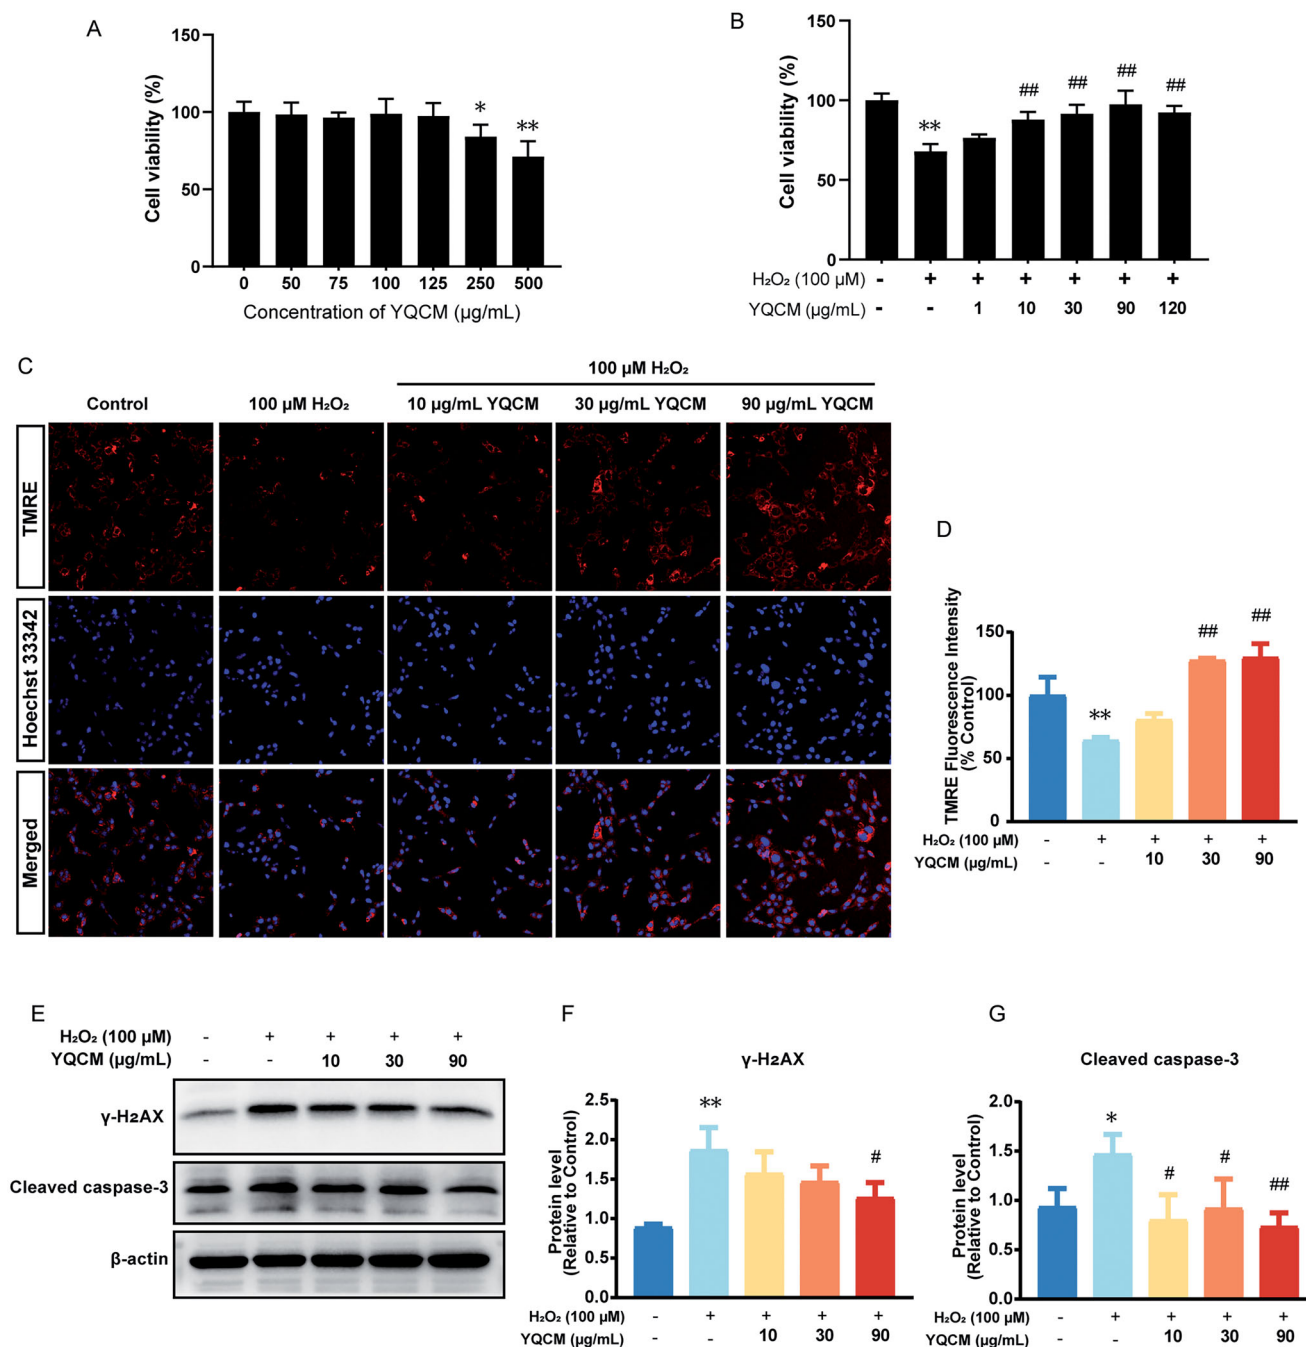 A
150
100
50
0
Cell viability (%)
*
**
0 50 75 100 125 250 500
Concentration of YQCM (µg/mL)
B
150
100
50
0
Cell viability (%)
**
## ## ## ##
H₂O₂ (100 µM) - + + + + + +
YQCM (µg/mL) - - 1 10 30 90 120
C
100 µM H₂O₂
Control 100 µM H₂O₂ 10 µg/mL YQCM 30 µg/mL YQCM 90 µg/mL YQCM
TMRE
Hoechst 33342
Merged
D
150
100
50
0
TMRE Fluorescence Intensity
(% Control)
**
## ##
H₂O₂ (100 µM) - + + + +
YQCM (µg/mL) - - 10 30 90
E
H₂O₂ (100 µM) - + + + +
YQCM (µg/mL) - - 10 30 90
γ-H2AX
Cleaved caspase-3
β-actin
F
γ-H2AX
2.5
2.0
1.5
1.0
0.5
0.0
Protein level
(Relative to Control)
**
#
H₂O₂ (100 µM) - + + + +
YQCM (µg/mL) - - 10 30 90
G
Cleaved caspase-3
2.0
1.5
1.0
0.5
0.0
Protein level
(Relative to Control)
*
# # ##
H₂O₂ (100 µM) - + + + +
YQCM (µg/mL) - - 10 30 90